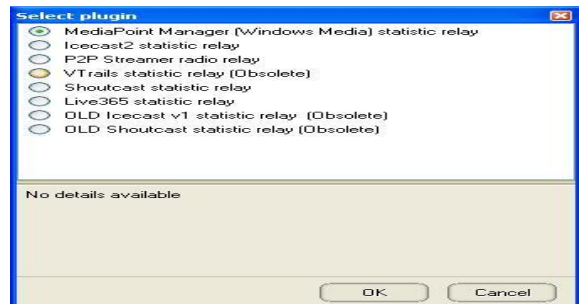 Select plugin
MediaPoint Manager (Windows Media) statistic relay
Icecast2 statistic relay
P2P Streamer radio relay
VTrails statistic relay (Obsolete)
Shoutcast statistic relay
Live365 statistic relay
OLD Icecast v1 statistic relay (Obsolete)
OLD Shoutcast statistic relay (Obsolete)
No details available
OK Cancel